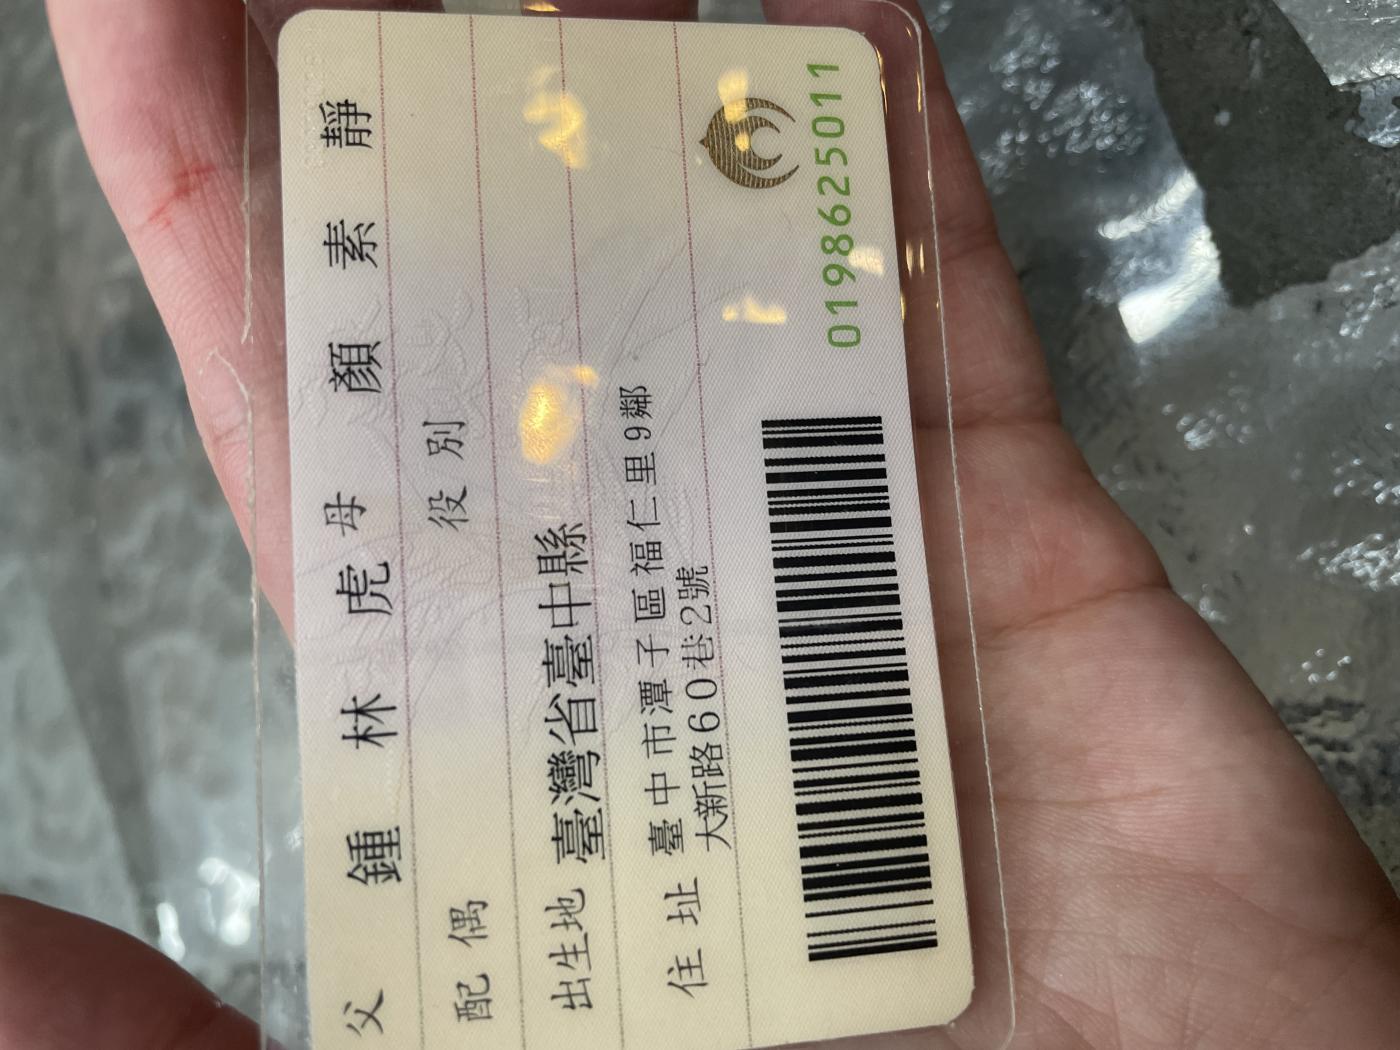 父 鍾林虎 母 顏素靜
配偶 役別
出生地 臺灣省臺中縣
住址 臺中市潭子區福仁里9鄰
大新路60巷2號
0198625011